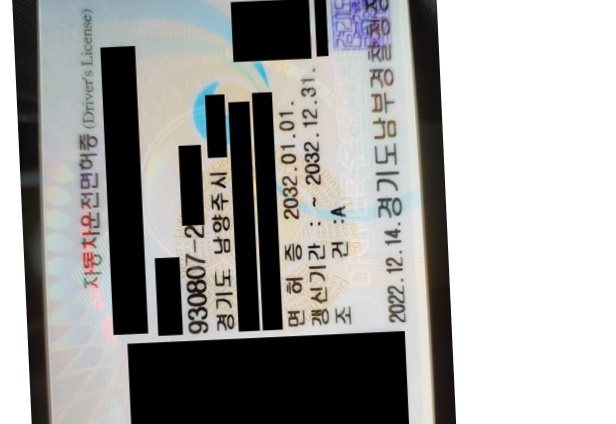 자동차운전면허증 (Driver's License)
930807-2
경기도 남양주시
면 허 증 2032.01.01.
갱신기간 : ~ 2032.12.31.
조 건 :A
2022.12.14. 경기도남부경찰청장